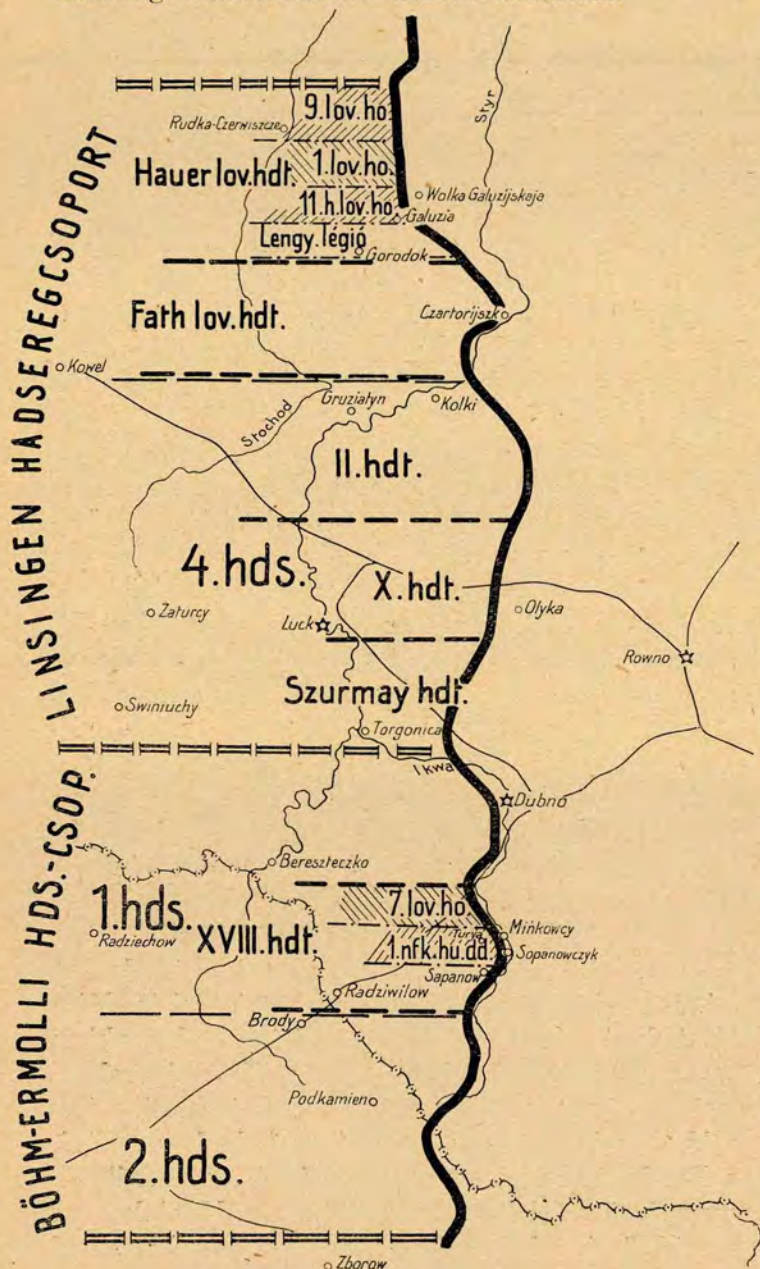 9.lov.ho.
Rudka-Czerwiszcze
Styr
Hauer lov.hdt.
1.lov.ho.
Wolka Galuzijskaja
11.h.lov.ho.
Galuzia
Lengy.légió
Gorodok
LINSINGEN HADSEREGCSOPORT
Fath lov.hdt.
Czartorijszk
Kowel
Gruziatyn
Kolki
Stochod
II.hdt.
4.hds.
X.hdt.
Zaturcy
Olyka
Luck
Rowno
Szurmay hdt.
Swiniuchy
Torgonica
Ikwa
Dubnó
BÖHM-ERMOLLI HDS.-CSOP.
Bereszteczko
1.hds.
7.lov.ho.
Radziechow
XVIII.hdt.
Turya
Mińkowcy
1.nfk.hu.dd.
Sopanowczyk
Sapanow
Radziwilow
Brody
Podkamien
2.hds.
Zborow